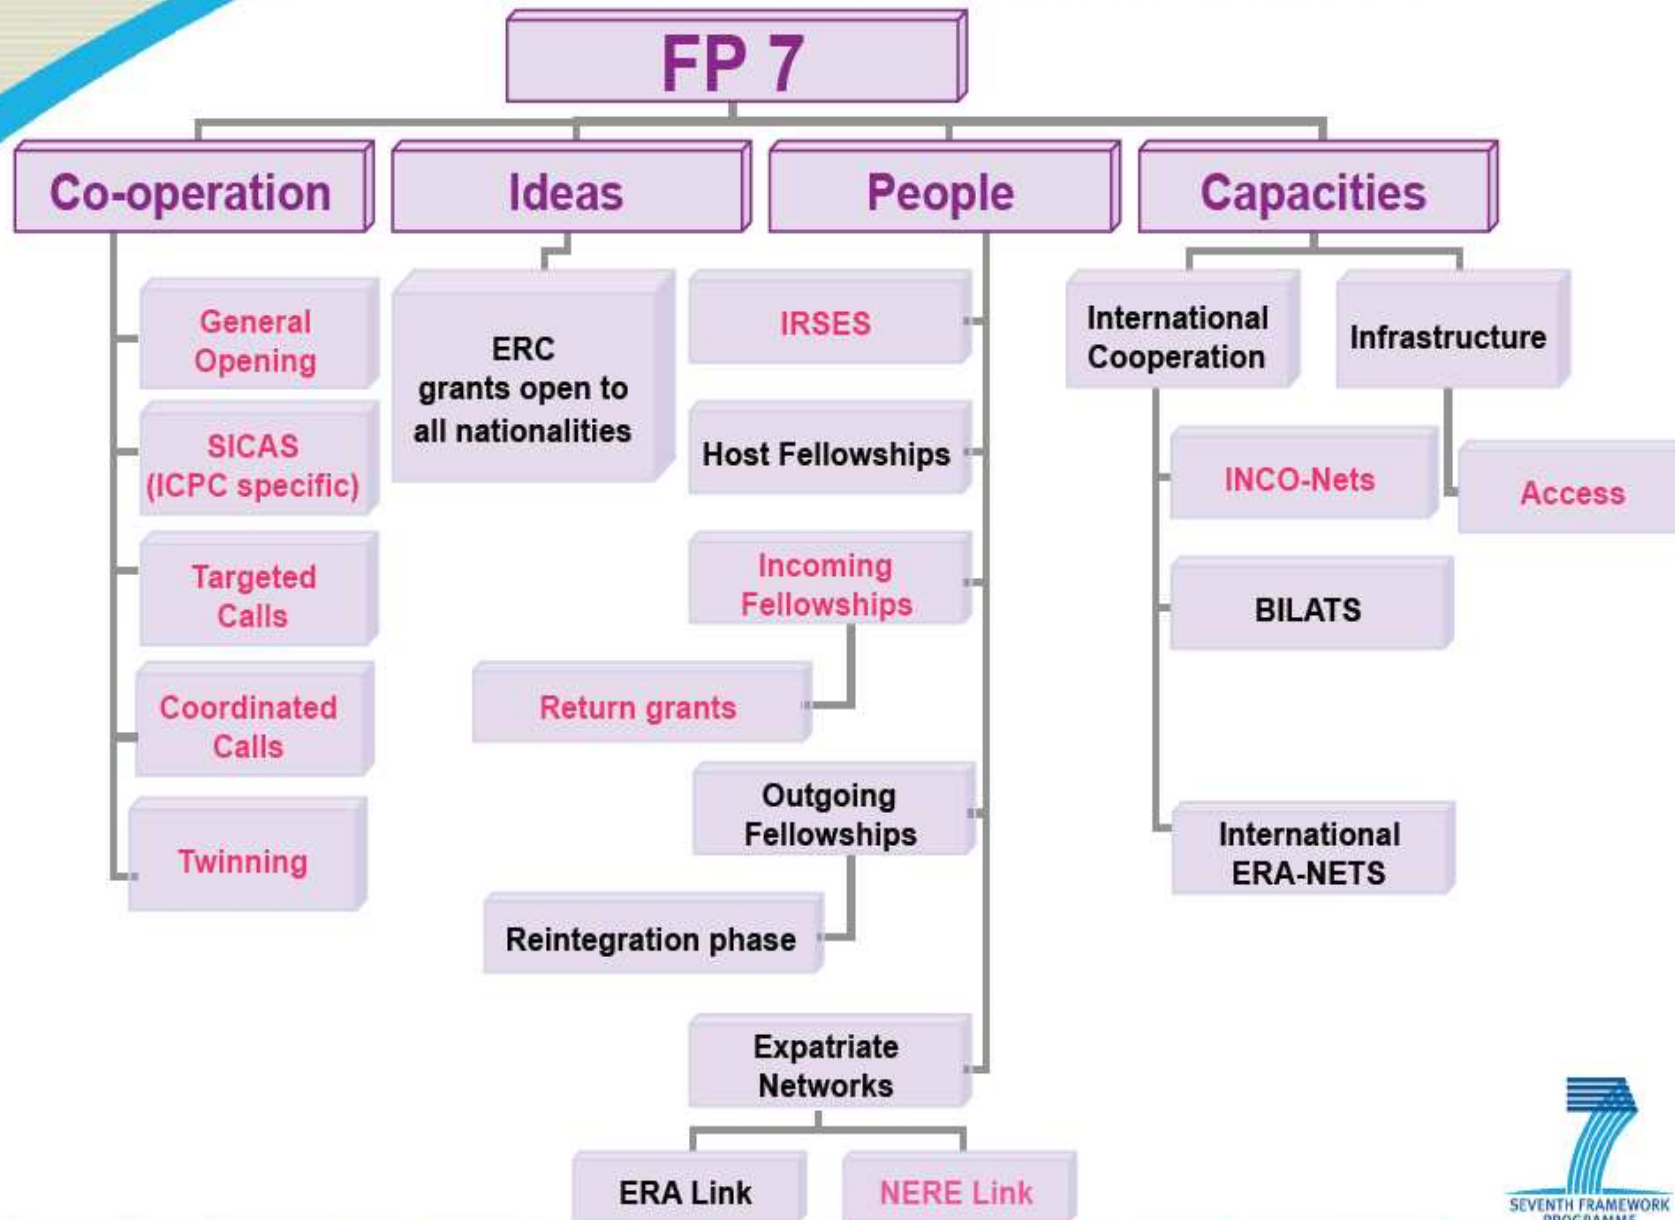 FP 7
Co-operation
Ideas
People
Capacities
General
Opening
SICAS
(ICPC specific)
Targeted
Calls
Coordinated
Calls
Twinning
ERC
grants open to
all nationalities
IRSES
Host Fellowships
Incoming
Fellowships
Return grants
Outgoing
Fellowships
Reintegration phase
Expatriate
Networks
ERA Link
NERE Link
International
Cooperation
Infrastructure
INCO-Nets
Access
BILATS
International
ERA-NETS
SEVENTH FRAMEWORK
PROGRAMME